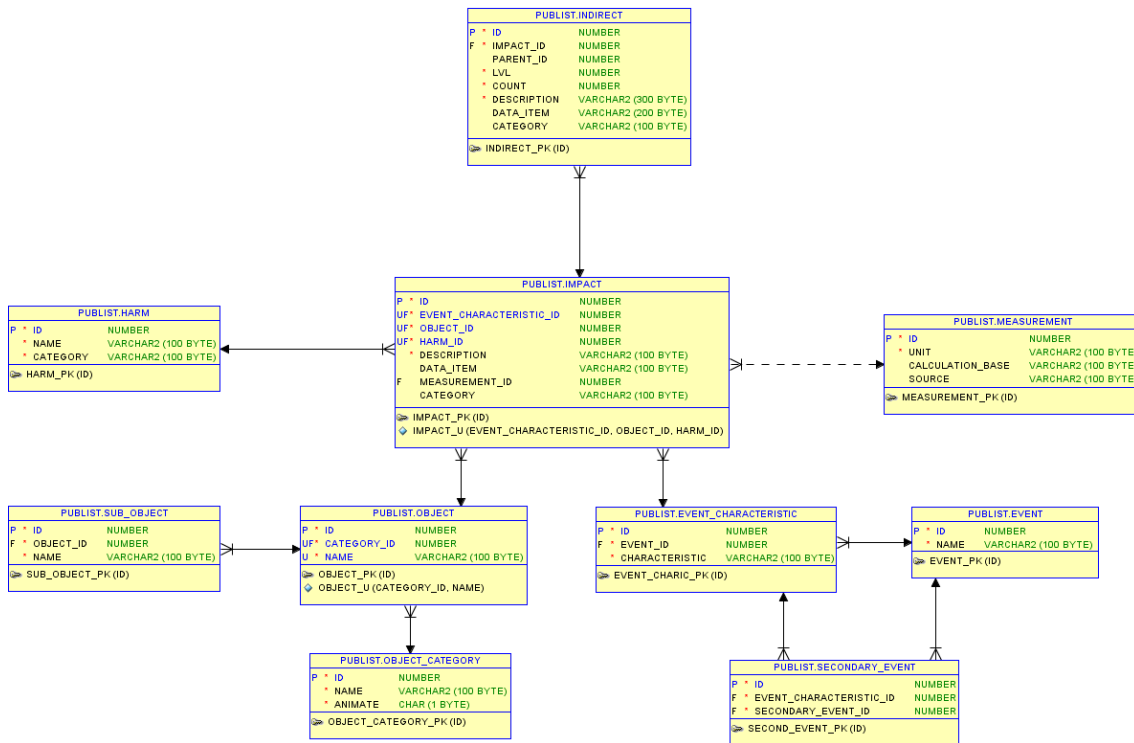 PUBLIST.INDIRECT
P * ID NUMBER
F * IMPACT_ID NUMBER
PARENT_ID NUMBER
* LVL NUMBER
* COUNT NUMBER
* DESCRIPTION VARCHAR2 (300 BYTE)
DATA_ITEM VARCHAR2 (200 BYTE)
CATEGORY VARCHAR2 (100 BYTE)
INDIRECT_PK (ID)
PUBLIST.IMPACT
P * ID NUMBER
UF* EVENT_CHARACTERISTIC_ID NUMBER
UF* OBJECT_ID NUMBER
UF* HARM_ID NUMBER
* DESCRIPTION VARCHAR2 (100 BYTE)
DATA_ITEM VARCHAR2 (100 BYTE)
F MEASUREMENT_ID NUMBER
CATEGORY VARCHAR2 (100 BYTE)
IMPACT_PK (ID)
IMPACT_U (EVENT_CHARACTERISTIC_ID, OBJECT_ID, HARM_ID)
PUBLIST.HARM
P * ID NUMBER
* NAME VARCHAR2 (100 BYTE)
* CATEGORY VARCHAR2 (100 BYTE)
HARM_PK (ID)
PUBLIST.MEASUREMENT
P * ID NUMBER
* UNIT VARCHAR2 (100 BYTE)
CALCULATION_BASE VARCHAR2 (100 BYTE)
SOURCE VARCHAR2 (100 BYTE)
MEASUREMENT_PK (ID)
PUBLIST.SUB_OBJECT
P * ID NUMBER
F * OBJECT_ID NUMBER
* NAME VARCHAR2 (100 BYTE)
SUB_OBJECT_PK (ID)
PUBLIST.OBJECT
P * ID NUMBER
UF* CATEGORY_ID NUMBER
U * NAME VARCHAR2 (100 BYTE)
OBJECT_PK (ID)
OBJECT_U (CATEGORY_ID, NAME)
PUBLIST.EVENT_CHARACTERISTIC
P * ID NUMBER
F * EVENT_ID NUMBER
* CHARACTERISTIC VARCHAR2 (100 BYTE)
EVENT_CHARIC_PK (ID)
PUBLIST.EVENT
P * ID NUMBER
* NAME VARCHAR2 (100 BYTE)
EVENT_PK (ID)
PUBLIST.OBJECT_CATEGORY
P * ID NUMBER
* NAME VARCHAR2 (100 BYTE)
* ANIMATE CHAR (1 BYTE)
OBJECT_CATEGORY_PK (ID)
PUBLIST.SECONDARY_EVENT
P * ID NUMBER
F * EVENT_CHARACTERISTIC_ID NUMBER
F * SECONDARY_EVENT_ID NUMBER
SECOND_EVENT_PK (ID)